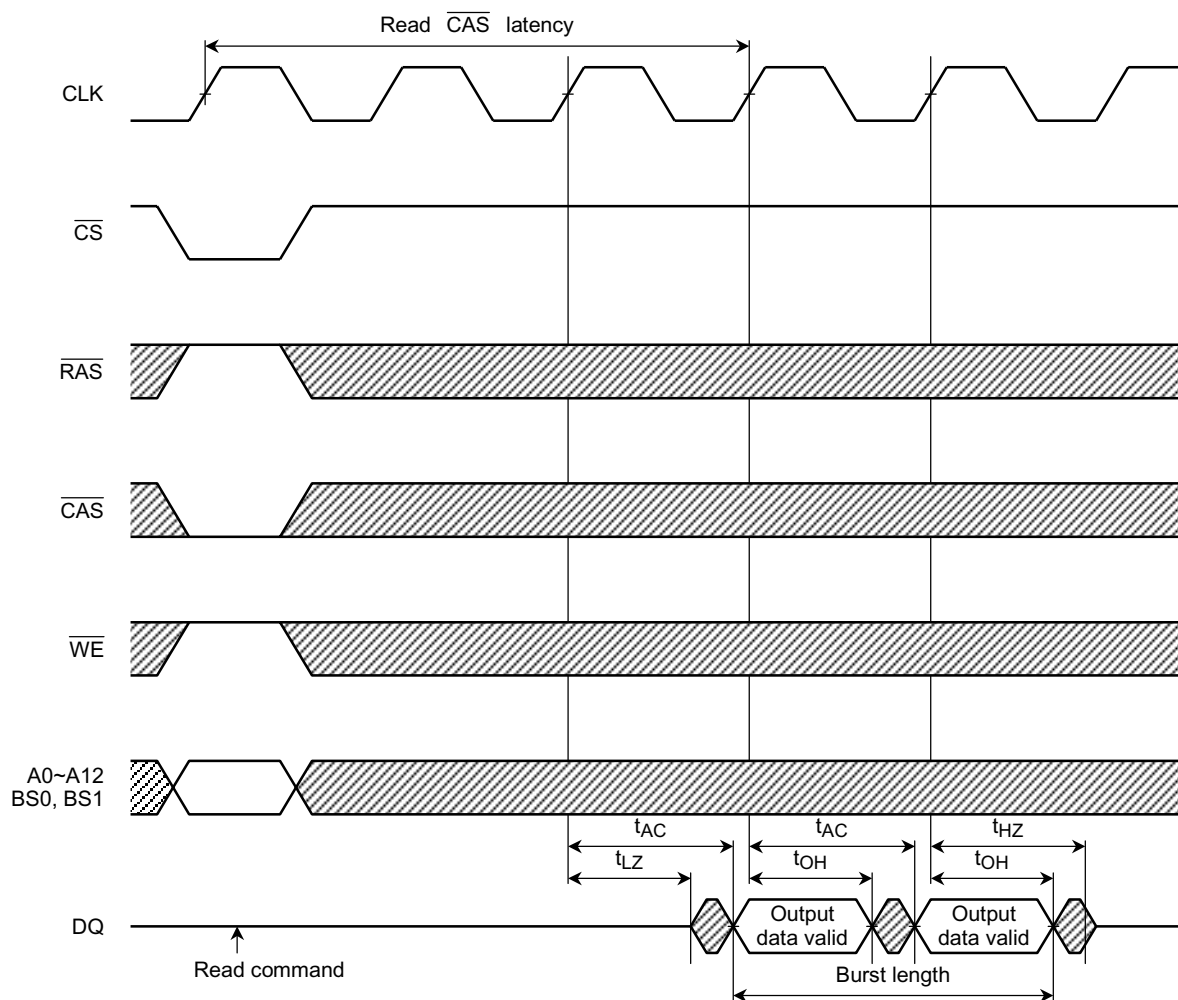 Read CAS latency
CLK
CS
RAS
CAS
WE
A0~A12
BS0, BS1
tAC tAC tHZ
tLZ tOH tOH
DQ
Output
data valid
Output
data valid
Read command
Burst length